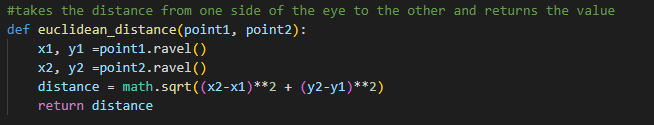 #takes the distance from one side of the eye to the other and returns the value
def euclidean_distance(point1, point2):
    x1, y1 =point1.ravel()
    x2, y2 =point2.ravel()
    distance = math.sqrt((x2-x1)**2 + (y2-y1)**2)
    return distance